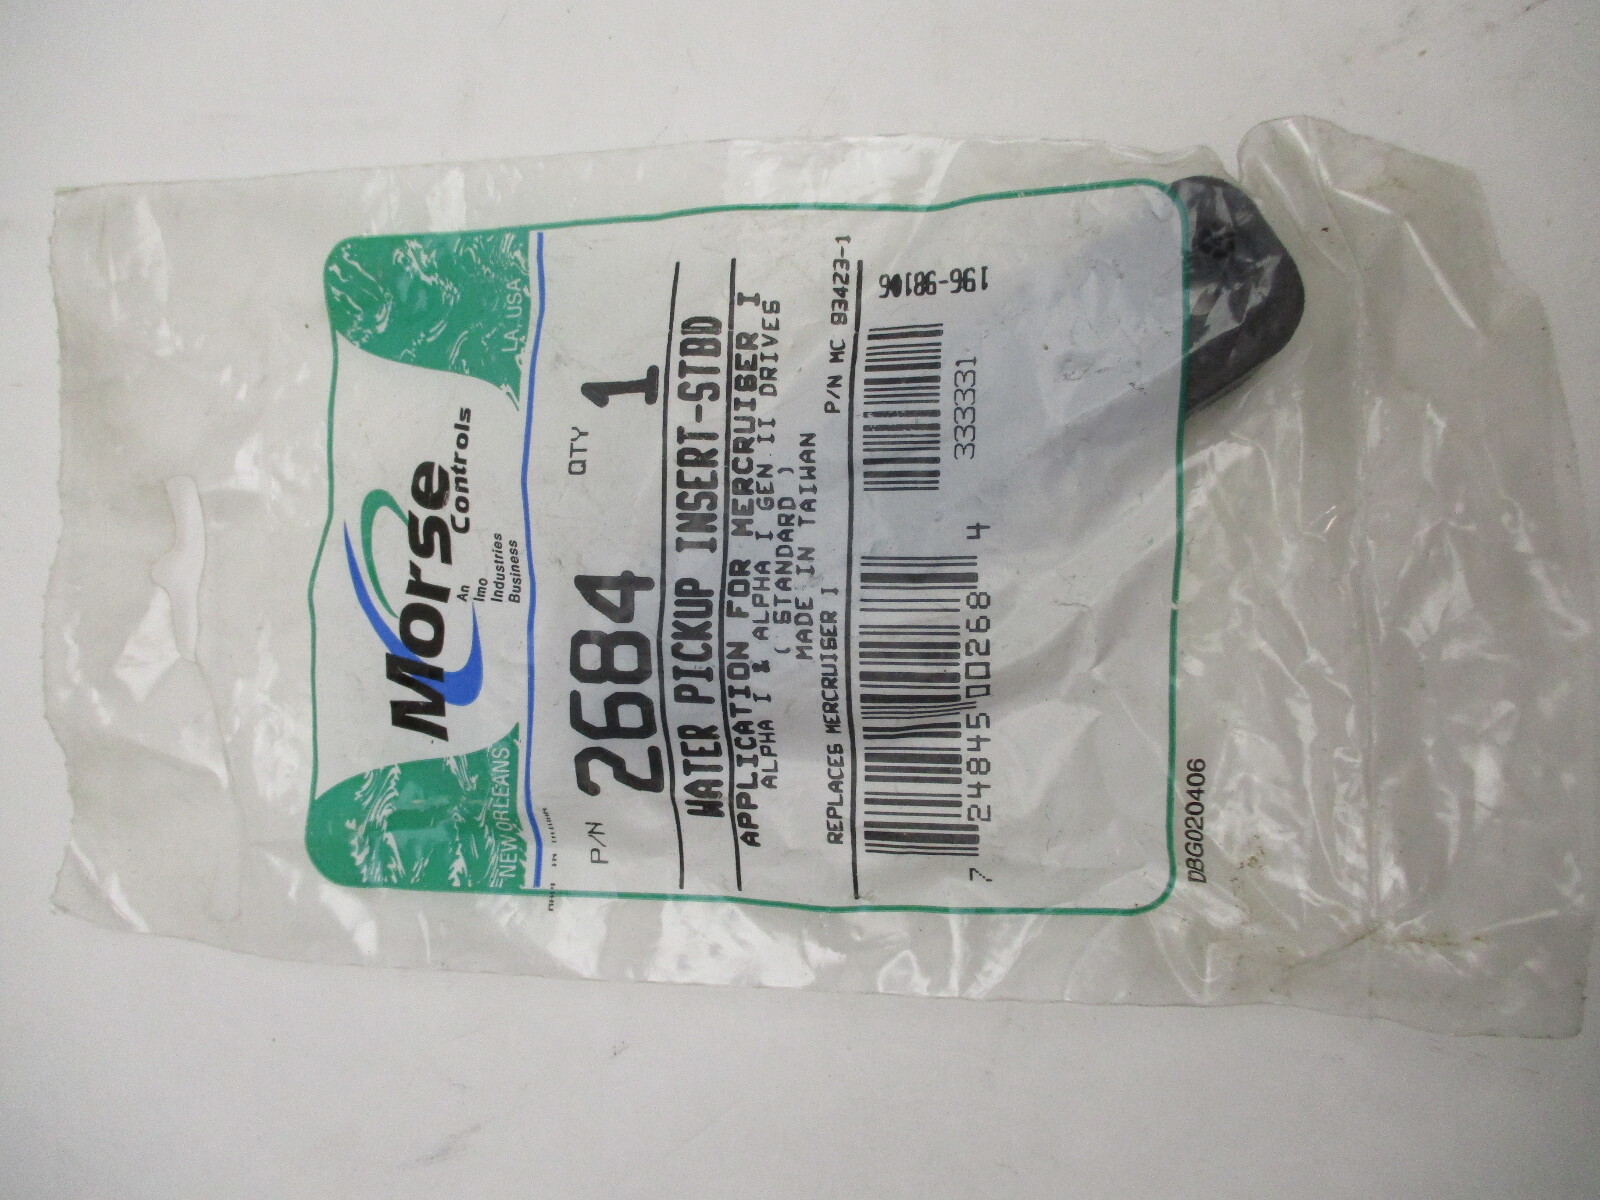 Morse
Controls
An
Imo
Industries
Business
NEW ORLEANS
LA. USA
P/N 2684 QTY 1
WATER PICKUP INSERT-STBD
APPLICATION FOR MERCRUISER I
ALPHA I & ALPHA I GEN II DRIVES
( STANDARD )
MADE IN TAIWAN
REPLACES MERCRUISER I P/N MC 93423-1
196-98106
7 24845 00268 4
333331
DBG020406